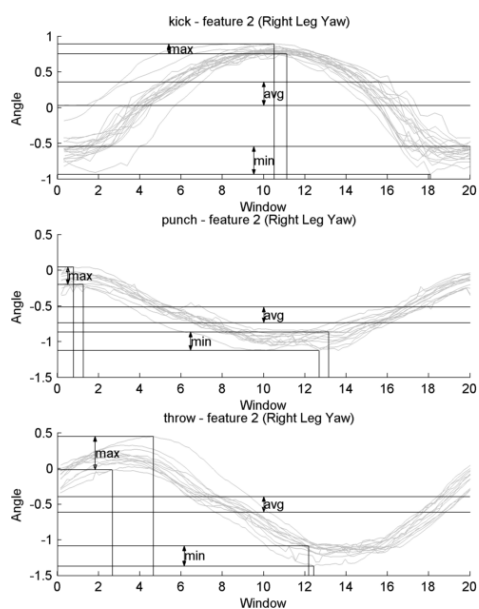 kick - feature 2 (Right Leg Yaw)
1
max
0.5
avg
Angle
0
-0.5
min
-1
0 2 4 6 8 10 12 14 16 18 20
Window
punch - feature 2 (Right Leg Yaw)
0.5
0
max
Angle
-0.5
avg
-1
min
-1.5
0 2 4 6 8 10 12 14 16 18 20
Window
throw - feature 2 (Right Leg Yaw)
0.5
max
0
Angle
-0.5
avg
-1
min
-1.5
0 2 4 6 8 10 12 14 16 18 20
Window